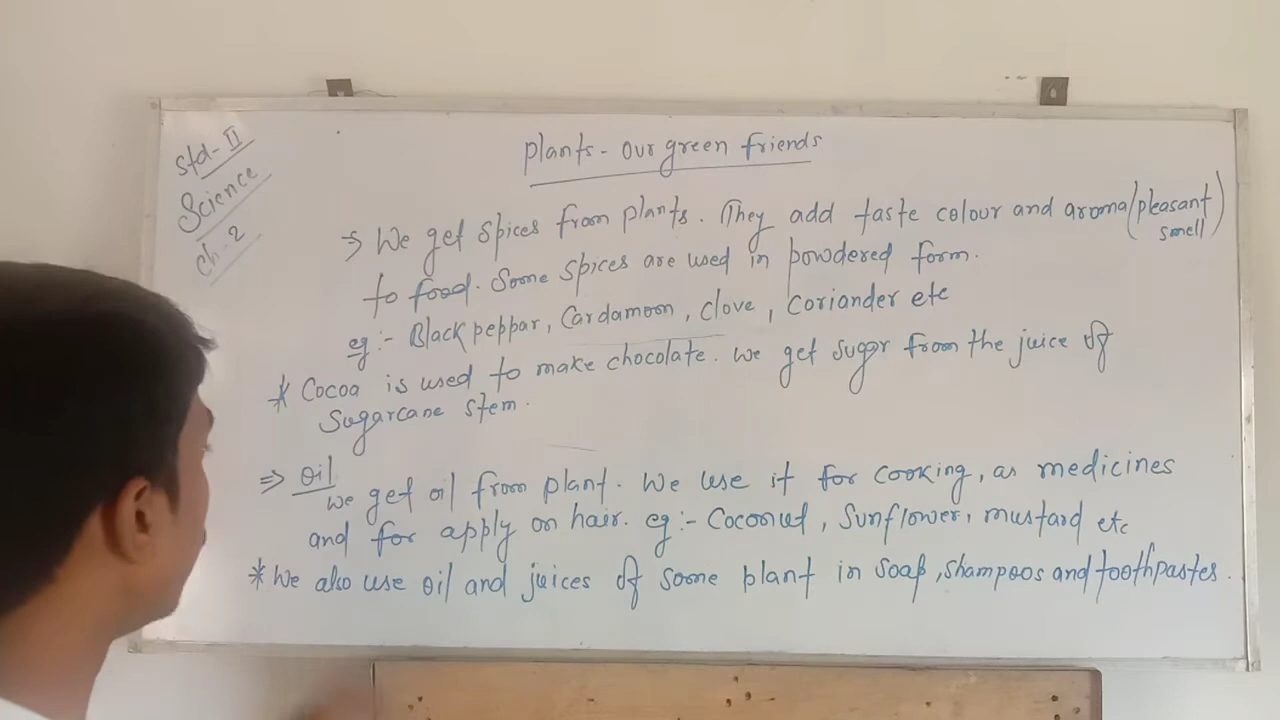 Std- II
Science
Ch-2
Plants - Our green friends
⇒ We get spices from plants. They add taste colour and aroma (pleasant smell)
to food. Some spices are used in powdered form.
eg:- Black peppar, Cardamoon, Clove, Coriander etc
* Cocoa is used to make chocolate. We get sugar from the juice of
Sugarcane stem.
⇒ Oil
We get oil from plant. We use it for cooking, as medicines
and for apply on hair. eg:- Coconut, Sunflower, mustard etc
* We also use oil and juices of some plant in soap, shampoos and toothpastes.